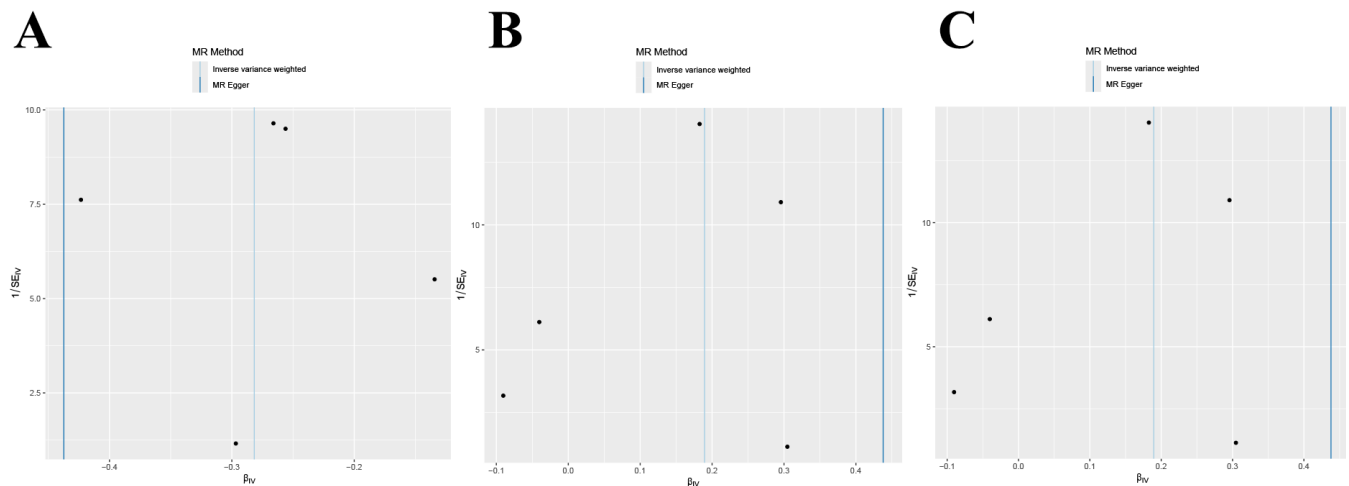 A
MR Method
Inverse variance weighted
MR Egger
10.0
7.5
5.0
2.5
1/SE_IV
−0.4
−0.3
−0.2
β_IV
B
MR Method
Inverse variance weighted
MR Egger
10
5
1/SE_IV
−0.1
0.0
0.1
0.2
0.3
0.4
β_IV
C
MR Method
Inverse variance weighted
MR Egger
10
5
1/SE_IV
−0.1
0.0
0.1
0.2
0.3
0.4
β_IV